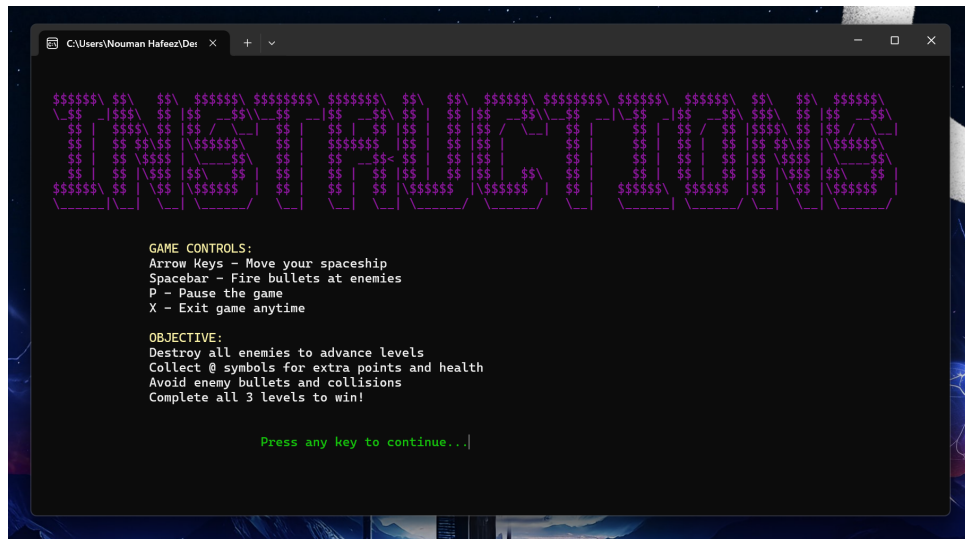 C:\Users\Nouman Hafeez\Des
INSTRUCTIONS
GAME CONTROLS:
Arrow Keys - Move your spaceship
Spacebar - Fire bullets at enemies
P - Pause the game
X - Exit game anytime
OBJECTIVE:
Destroy all enemies to advance levels
Collect @ symbols for extra points and health
Avoid enemy bullets and collisions
Complete all 3 levels to win!
Press any key to continue...